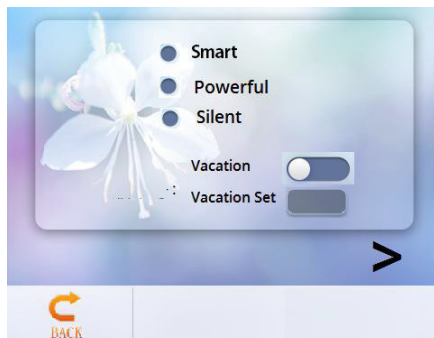 Smart
Powerful
Silent
Vacation
Vacation Set
>
BACK